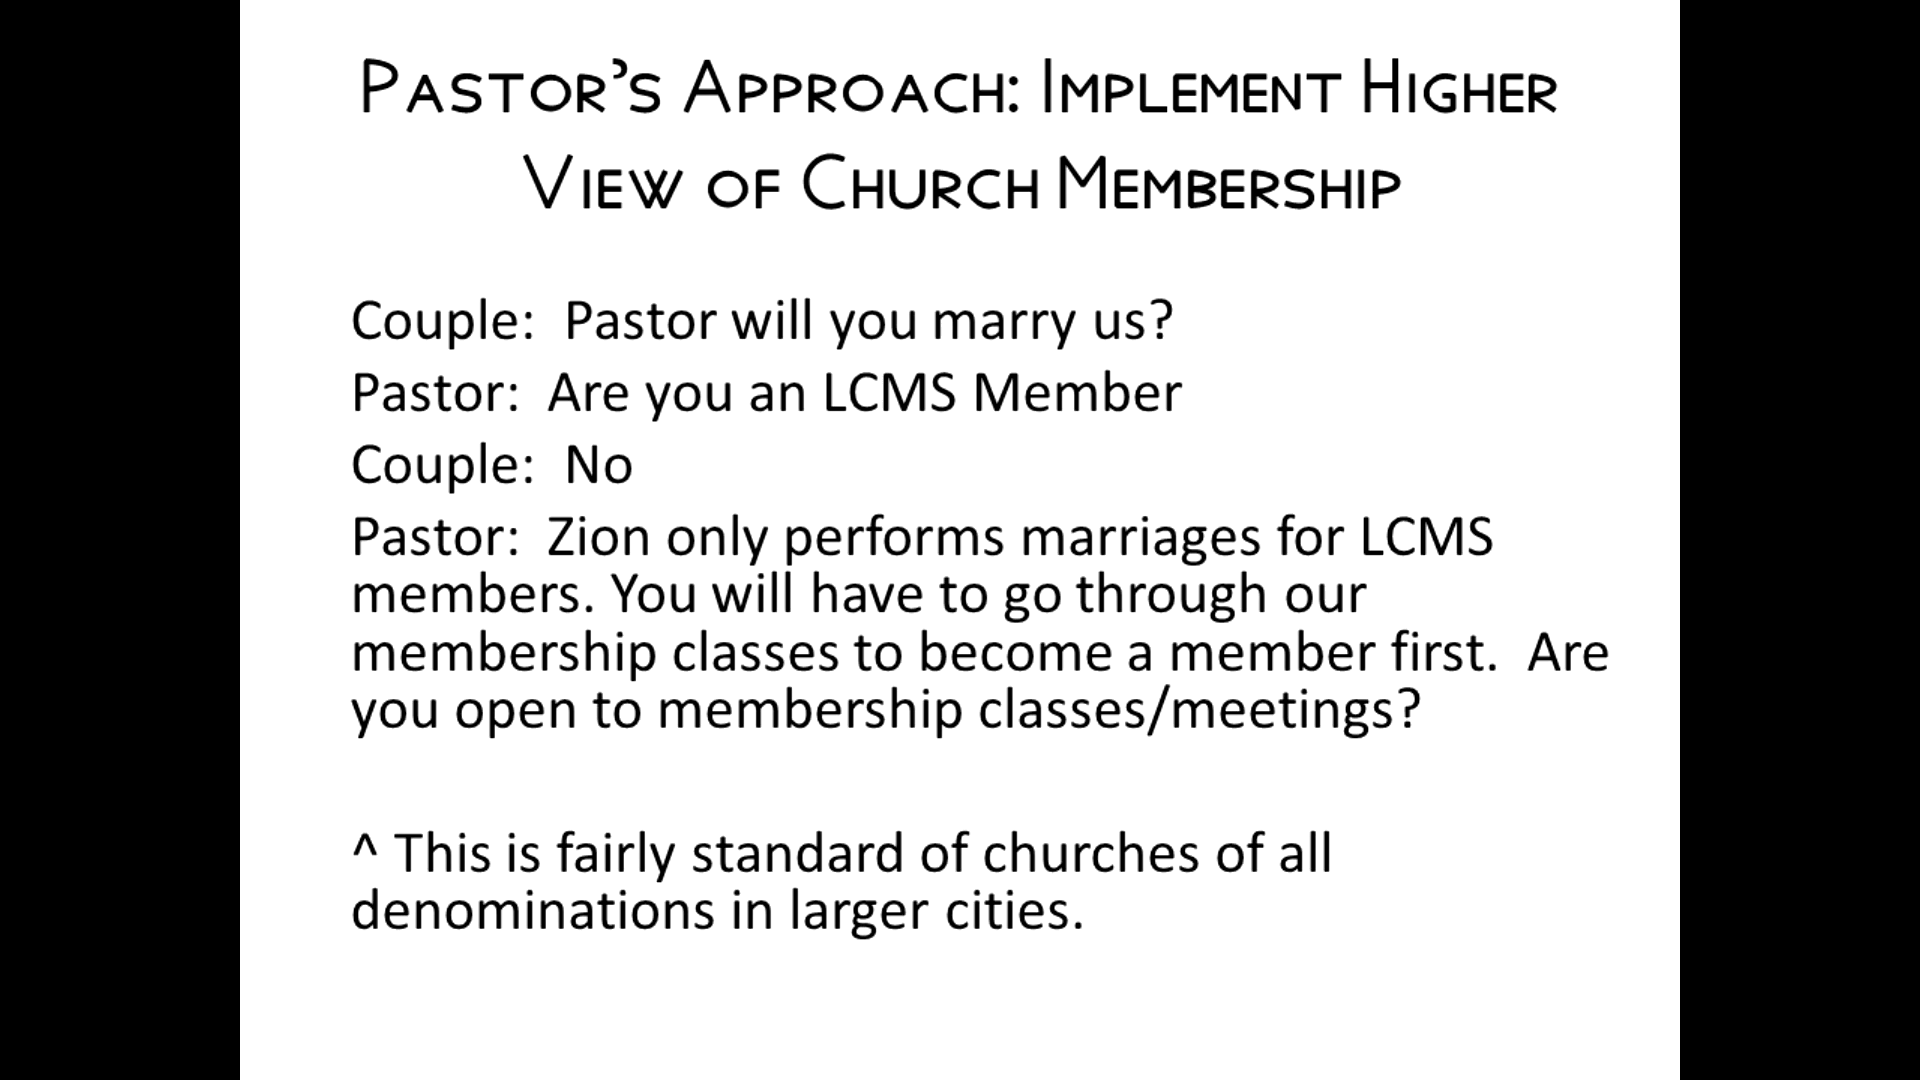 Pastor’s Approach: Implement Higher
View of Church Membership
Couple:  Pastor will you marry us?
Pastor:  Are you an LCMS Member
Couple:  No
Pastor:  Zion only performs marriages for LCMS
members. You will have to go through our
membership classes to become a member first.  Are
you open to membership classes/meetings?
^ This is fairly standard of churches of all
denominations in larger cities.